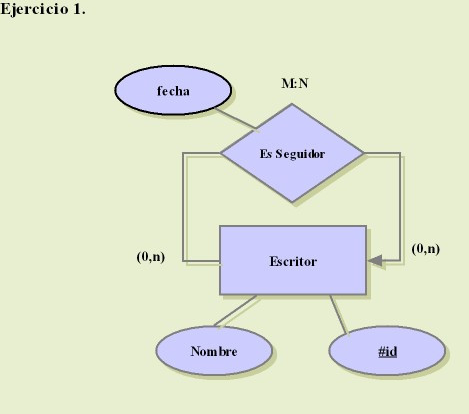 Ejercicio 1.
M:N
fecha
Es Seguidor
(0,n)
(0,n)
Escritor
Nombre
#id